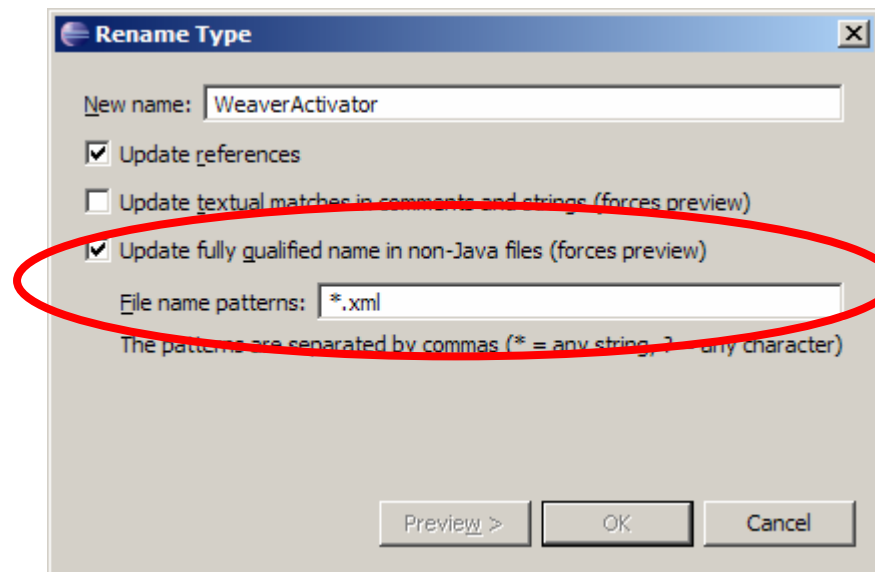 Rename Type
New name: WeaverActivator
Update references
Update textual matches in comments and strings (forces preview)
Update fully qualified name in non-Java files (forces preview)
File name patterns: *.xml
The patterns are separated by commas (* = any string, ? = any character)
Preview > OK Cancel